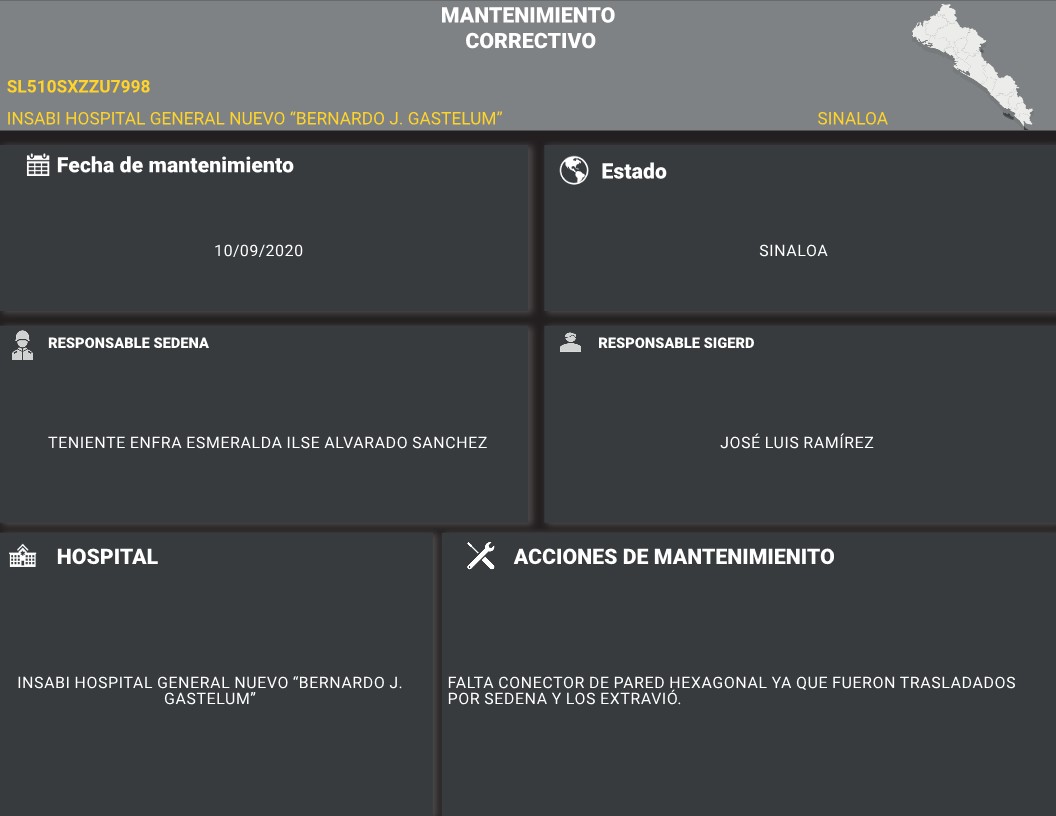 MANTENIMIENTO
CORRECTIVO
SL510SXZZU7998
INSABI HOSPITAL GENERAL NUEVO “BERNARDO J. GASTELUM”
SINALOA
Fecha de mantenimiento
10/09/2020
Estado
SINALOA
RESPONSABLE SEDENA
TENIENTE ENFRA ESMERALDA ILSE ALVARADO SANCHEZ
RESPONSABLE SIGERD
JOSÉ LUIS RAMÍREZ
HOSPITAL
INSABI HOSPITAL GENERAL NUEVO “BERNARDO J.
GASTELUM”
ACCIONES DE MANTENIMIENITO
FALTA CONECTOR DE PARED HEXAGONAL YA QUE FUERON TRASLADADOS
POR SEDENA Y LOS EXTRAVIÓ.